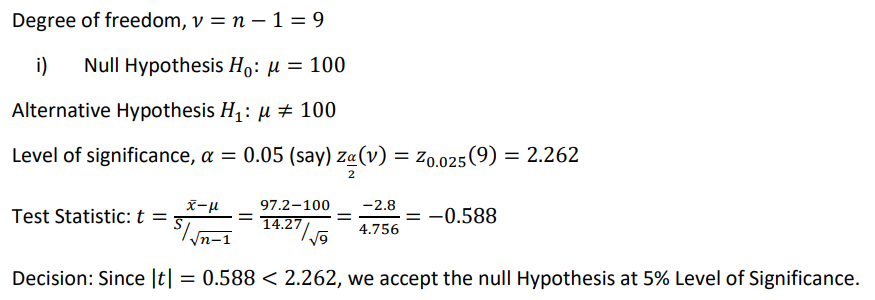 Degree of freedom, ν = n − 1 = 9
i) Null Hypothesis H₀: μ = 100
Alternative Hypothesis H₁: μ ≠ 100
Level of significance, α = 0.05 (say) z_{α/2}(ν) = z₀.₀₂₅(9) = 2.262
Test Statistic: t = (x̄−μ)/(S/√(n−1)) = (97.2−100)/(14.27/√9) = −2.8/4.756 = −0.588
Decision: Since |t| = 0.588 < 2.262, we accept the null Hypothesis at 5% Level of Significance.